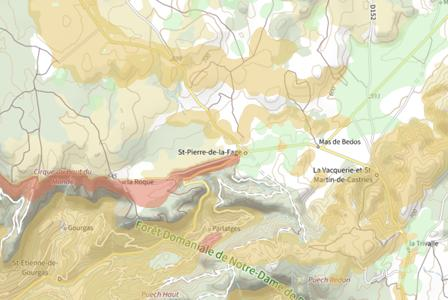 D152
St-Pierre-de-la-Fage
Mas de Bedos
La Vacquerie-et-St
Martin-de-Castries
Cirque du Bout du
Monde
la Roque
Gourgas
Parlatges
Forêt Domaniale de Notre-Dame de
St-Etienne-de-
Gourgas
la Trivalle
Puech Redon
Puech Haut